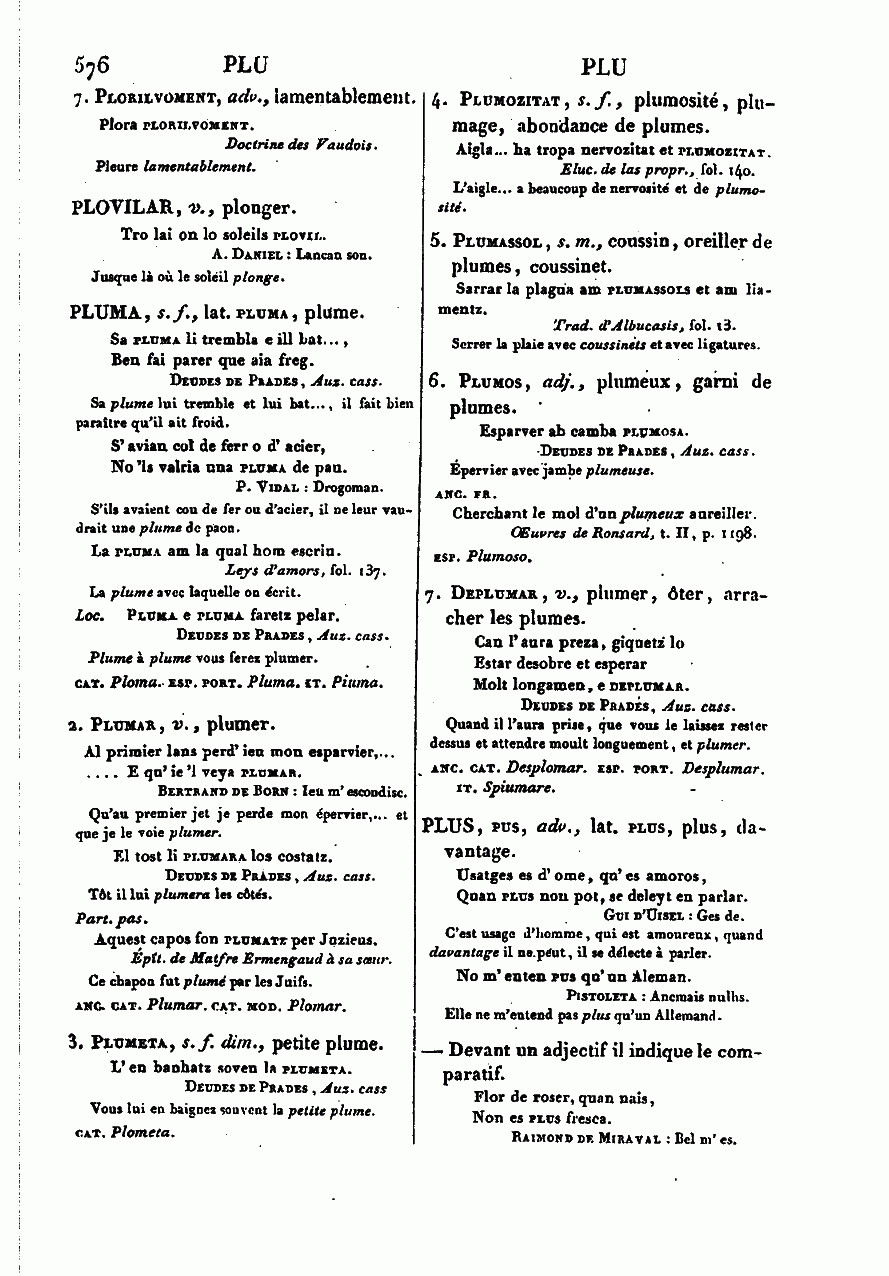 576 PLU PLU
7. PLORILVOMENT, adv., lamentablement.
Plora PLORILVOMENT.
Doctrine des Vaudois.
Pleure lamentablement.
PLOVILAR, v., plonger.
Tro lai on lo soleils PLOVIL.
A. DANIEL : Lancan son.
Jusque là où le soleil plonge.
PLUMA, s. f., lat. PLUMA, plume.
Sa PLUMA li trembla e ill bat...,
Ben fai parer que aia freg.
DEUDES DE PRADES, Auz. cass.
Sa plume lui tremble et lui bat..., il fait bien
paraître qu'il ait froid.
S'avian col de ferr o d'acier,
No 'ls valria una PLUMA de pau.
P. VIDAL : Drogoman.
S'ils avaient cou de fer ou d'acier, il ne leur vau-
drait une plume de paon.
La PLUMA am la qual hom escriu.
Leys d'amors, fol. 137.
La plume avec laquelle on écrit.
Loc. PLUMA e PLUMA faretz pelar.
DEUDES DE PRADES, Auz. cass.
Plume à plume vous ferez plumer.
CAT. Ploma. ESP. PORT. Pluma. IT. Piuma.
2. PLUMAR, v., plumer.
Al primier lans perd'ieu mon esparvier,...
.... E qu'ie 'l veya PLUMAR.
BERTRAND DE BORN : Ieu m'escondisc.
Qu'au premier jet je perde mon épervier,... et
que je le voie plumer.
El tost li PLUMARA los costatz.
DEUDES DE PRADES, Auz. cass.
Tôt il lui plumera les côtés.
Part. pas.
Aquest capos fon PLUMATZ per Jozieus.
Épît. de Matfre Ermengaud à sa sœur.
Ce chapon fut plumé par les Juifs.
ANC. CAT. Plumar. CAT. MOD. Plomar.
3. PLUMETA, s. f. dim., petite plume.
L'en banhatz soven la PLUMETA.
DEUDES DE PRADES, Auz. cass
Vous lui en baignez souvent la petite plume.
CAT. Plometa.
4. PLUMOZITAT, s. f., plumosité, plu-
mage, abondance de plumes.
Aigla... ha tropa nervozitat et PLUMOZITAT.
Eluc. de las propr., fol. 140.
L'aigle... a beaucoup de nervosité et de plumo-
sité.
5. PLUMASSOL, s. m., coussin, oreiller de
plumes, coussinet.
Sarrar la plagua am PLUMASSOLS et am lia-
mentz.
Trad. d'Albucasis, fol. 13.
Serrer la plaie avec coussinets et avec ligatures.
6. PLUMOS, adj., plumeux, garni de
plumes.
Esparver ab camba PLUMOSA.
DEUDES DE PRADES, Auz. cass.
Épervier avec jambe plumeuse.
ANC. FR.
Cherchant le mol d'un plumeux aureiller.
Œuvres de Ronsard, t. II, p. 1198.
ESP. Plumoso.
7. DEPLUMAR, v., plumer, ôter, arra-
cher les plumes.
Can l'aura preza, giquetz lo
Estar desobre et esperar
Molt longamen, e DEPLUMAR.
DEUDES DE PRADES, Auz. cass.
Quand il l'aura prise, que vous le laissez rester
dessus et attendre moult longuement, et plumer.
ANC. CAT. Desplomar. ESP. PORT. Desplumar.
IT. Spiumare.
PLUS, PUS, adv., lat. PLUS, plus, da-
vantage.
Usatges es d'ome, qu'es amoros,
Quan PLUS non pot, se deleyt en parlar.
GUI D'UISEL : Ges de.
C'est usage d'homme, qui est amoureux, quand
davantage il ne peut, il se délecte à parler.
No m'enten PUS qu'un Aleman.
PISTOLETA : Ancmais nulhs.
Elle ne m'entend pas plus qu'un Allemand.
— Devant un adjectif il indique le com-
paratif.
Flor de roser, quan nais,
Non es PLUS fresca.
RAIMOND DE MIRAVAL : Bel m'es.